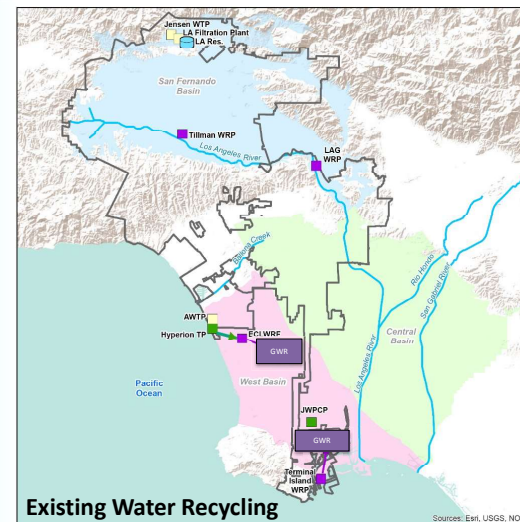 Jensen WTP
LA Filtration Plant
LA Res.
San Fernando
Basin
Tillman WRP
Los Angeles River
LAG
WRP
Ballona Creek
Rio Hondo
San Gabriel River
AWTP
Hyperion TP
ECLWRF
GWR
Central
Basin
Los Angeles River
West Basin
Pacific
Ocean
JWPCP
GWR
Terminal
Island
WRP
Existing Water Recycling
Sources: Esri, USGS, NO